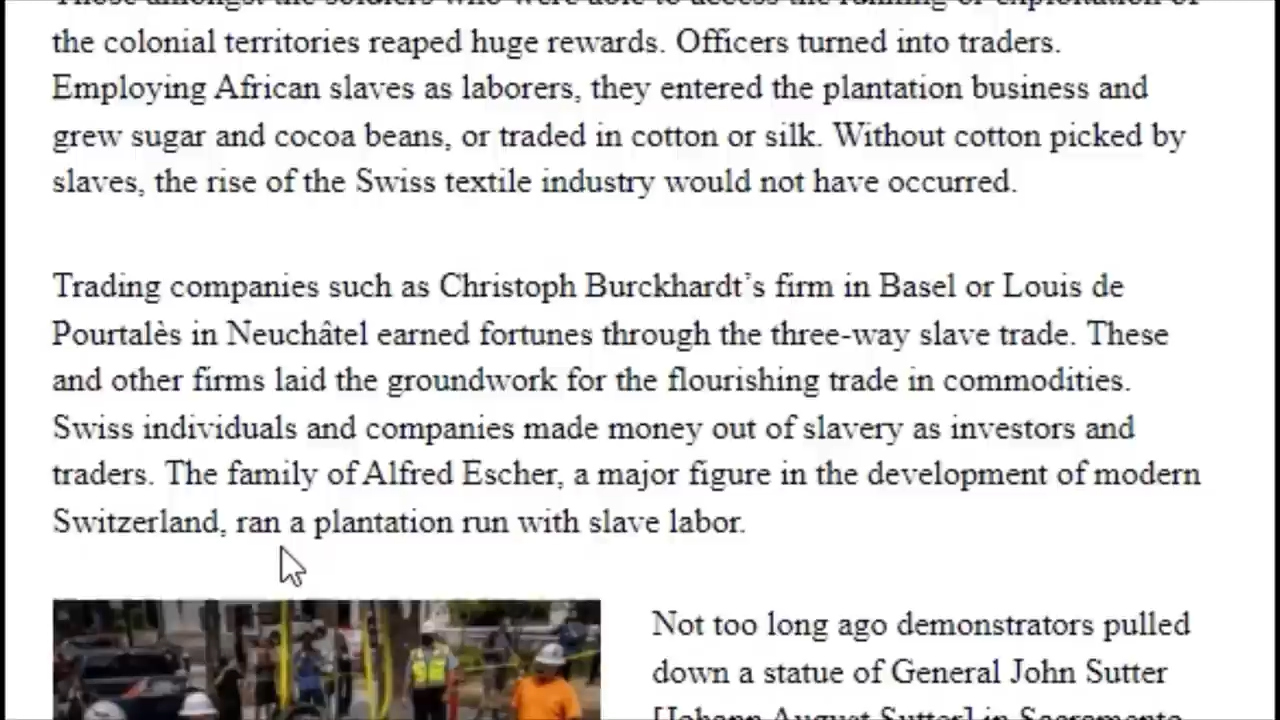 the colonial territories reaped huge rewards. Officers turned into traders.
Employing African slaves as laborers, they entered the plantation business and
grew sugar and cocoa beans, or traded in cotton or silk. Without cotton picked by
slaves, the rise of the Swiss textile industry would not have occurred.
Trading companies such as Christoph Burckhardt’s firm in Basel or Louis de
Pourtalès in Neuchâtel earned fortunes through the three-way slave trade. These
and other firms laid the groundwork for the flourishing trade in commodities.
Swiss individuals and companies made money out of slavery as investors and
traders. The family of Alfred Escher, a major figure in the development of modern
Switzerland, ran a plantation run with slave labor.
Not too long ago demonstrators pulled
down a statue of General John Sutter
[Johann August Sutter] in Sacramento